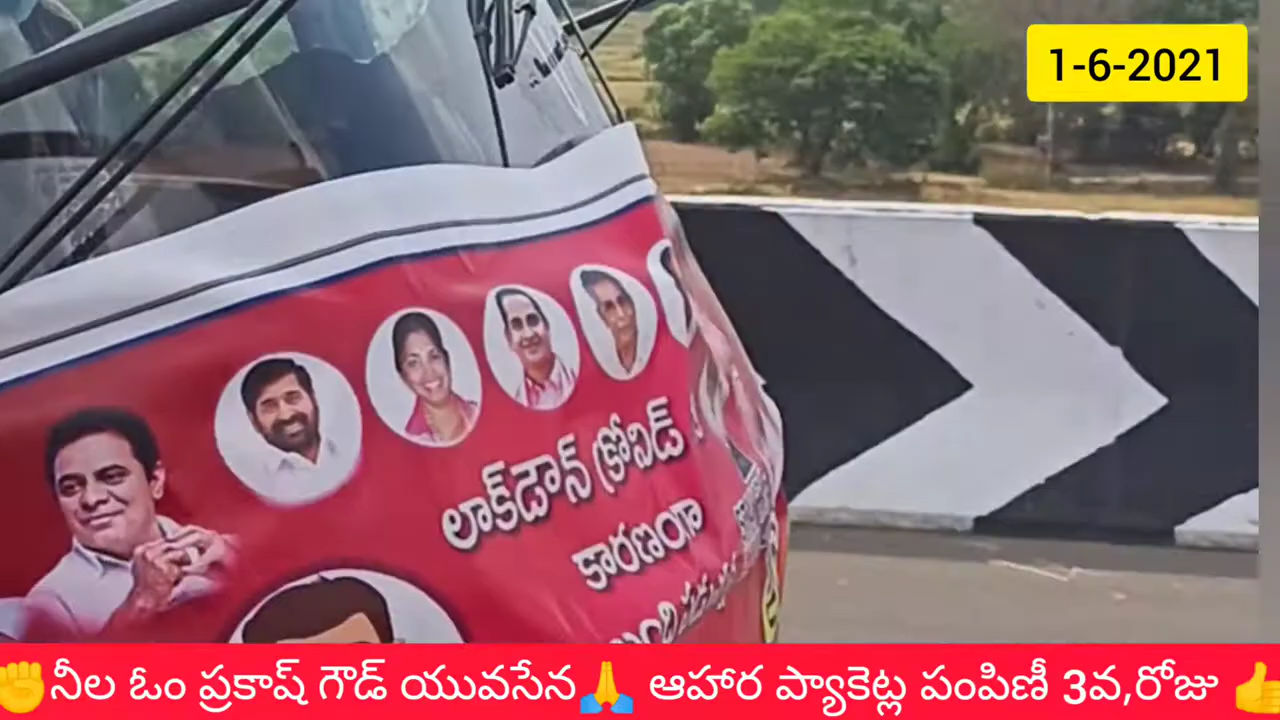 1-6-2021
లాక్‌డౌన్ క్రోవిడ్
కారణంగా
✊నీల ఓం ప్రకాష్ గౌడ్ యువసేన🙏 ఆహార ప్యాకెట్ల పంపిణీ 3వ,రోజు 👍